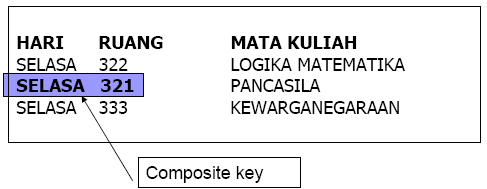 HARI RUANG MATA KULIAH
SELASA 322 LOGIKA MATEMATIKA
SELASA 321 PANCASILA
SELASA 333 KEWARGANEGARAAN
Composite key